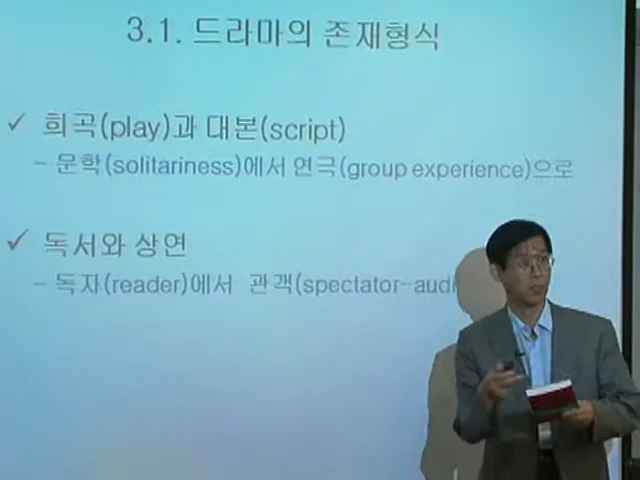 3.1. 드라마의 존재형식
✓ 희곡(play)과 대본(script)
- 문학(solitariness)에서 연극(group experience)으로
✓ 독서와 상연
- 독자(reader)에서 관객(spectator-audi